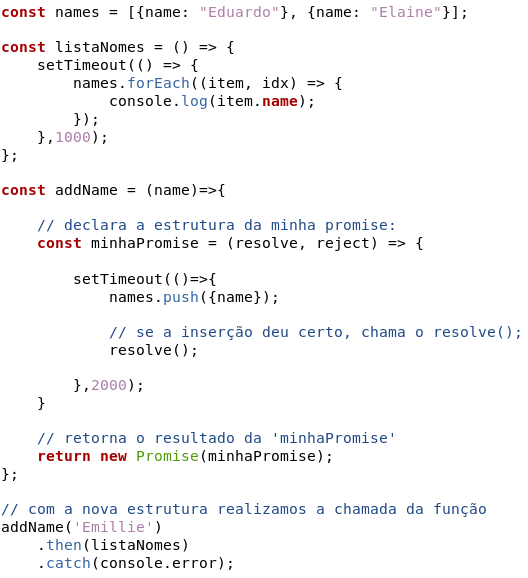 const names = [{name: "Eduardo"}, {name: "Elaine"}];
const listaNomes = () => {
    setTimeout(() => {
        names.forEach((item, idx) => {
            console.log(item.name);
        });
    },1000);
};
const addName = (name)=>{
    // declara a estrutura da minha promise:
    const minhaPromise = (resolve, reject) => {
        setTimeout(()=>{
            names.push({name});
            // se a inserção deu certo, chama o resolve();
            resolve();
        },2000);
    }
    // retorna o resultado da 'minhaPromise'
    return new Promise(minhaPromise);
};
// com a nova estrutura realizamos a chamada da função
addName('Emillie')
    .then(listaNomes)
    .catch(console.error);